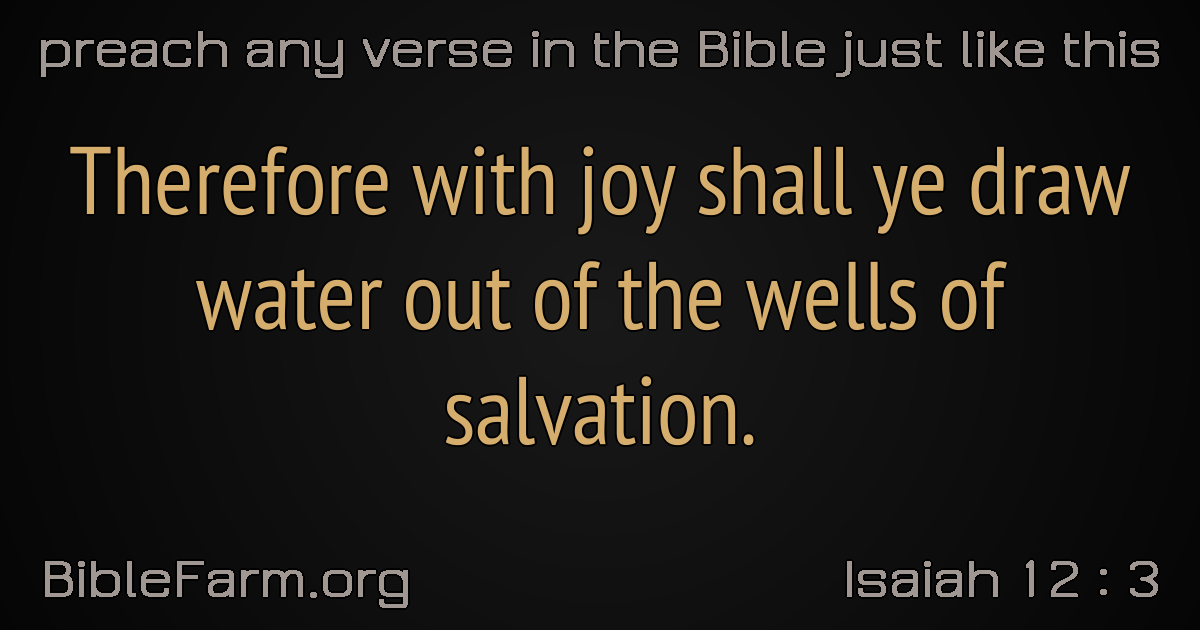 preach any verse in the Bible just like this
Therefore with joy shall ye draw
water out of the wells of
salvation.
BibleFarm.org
Isaiah 12 : 3